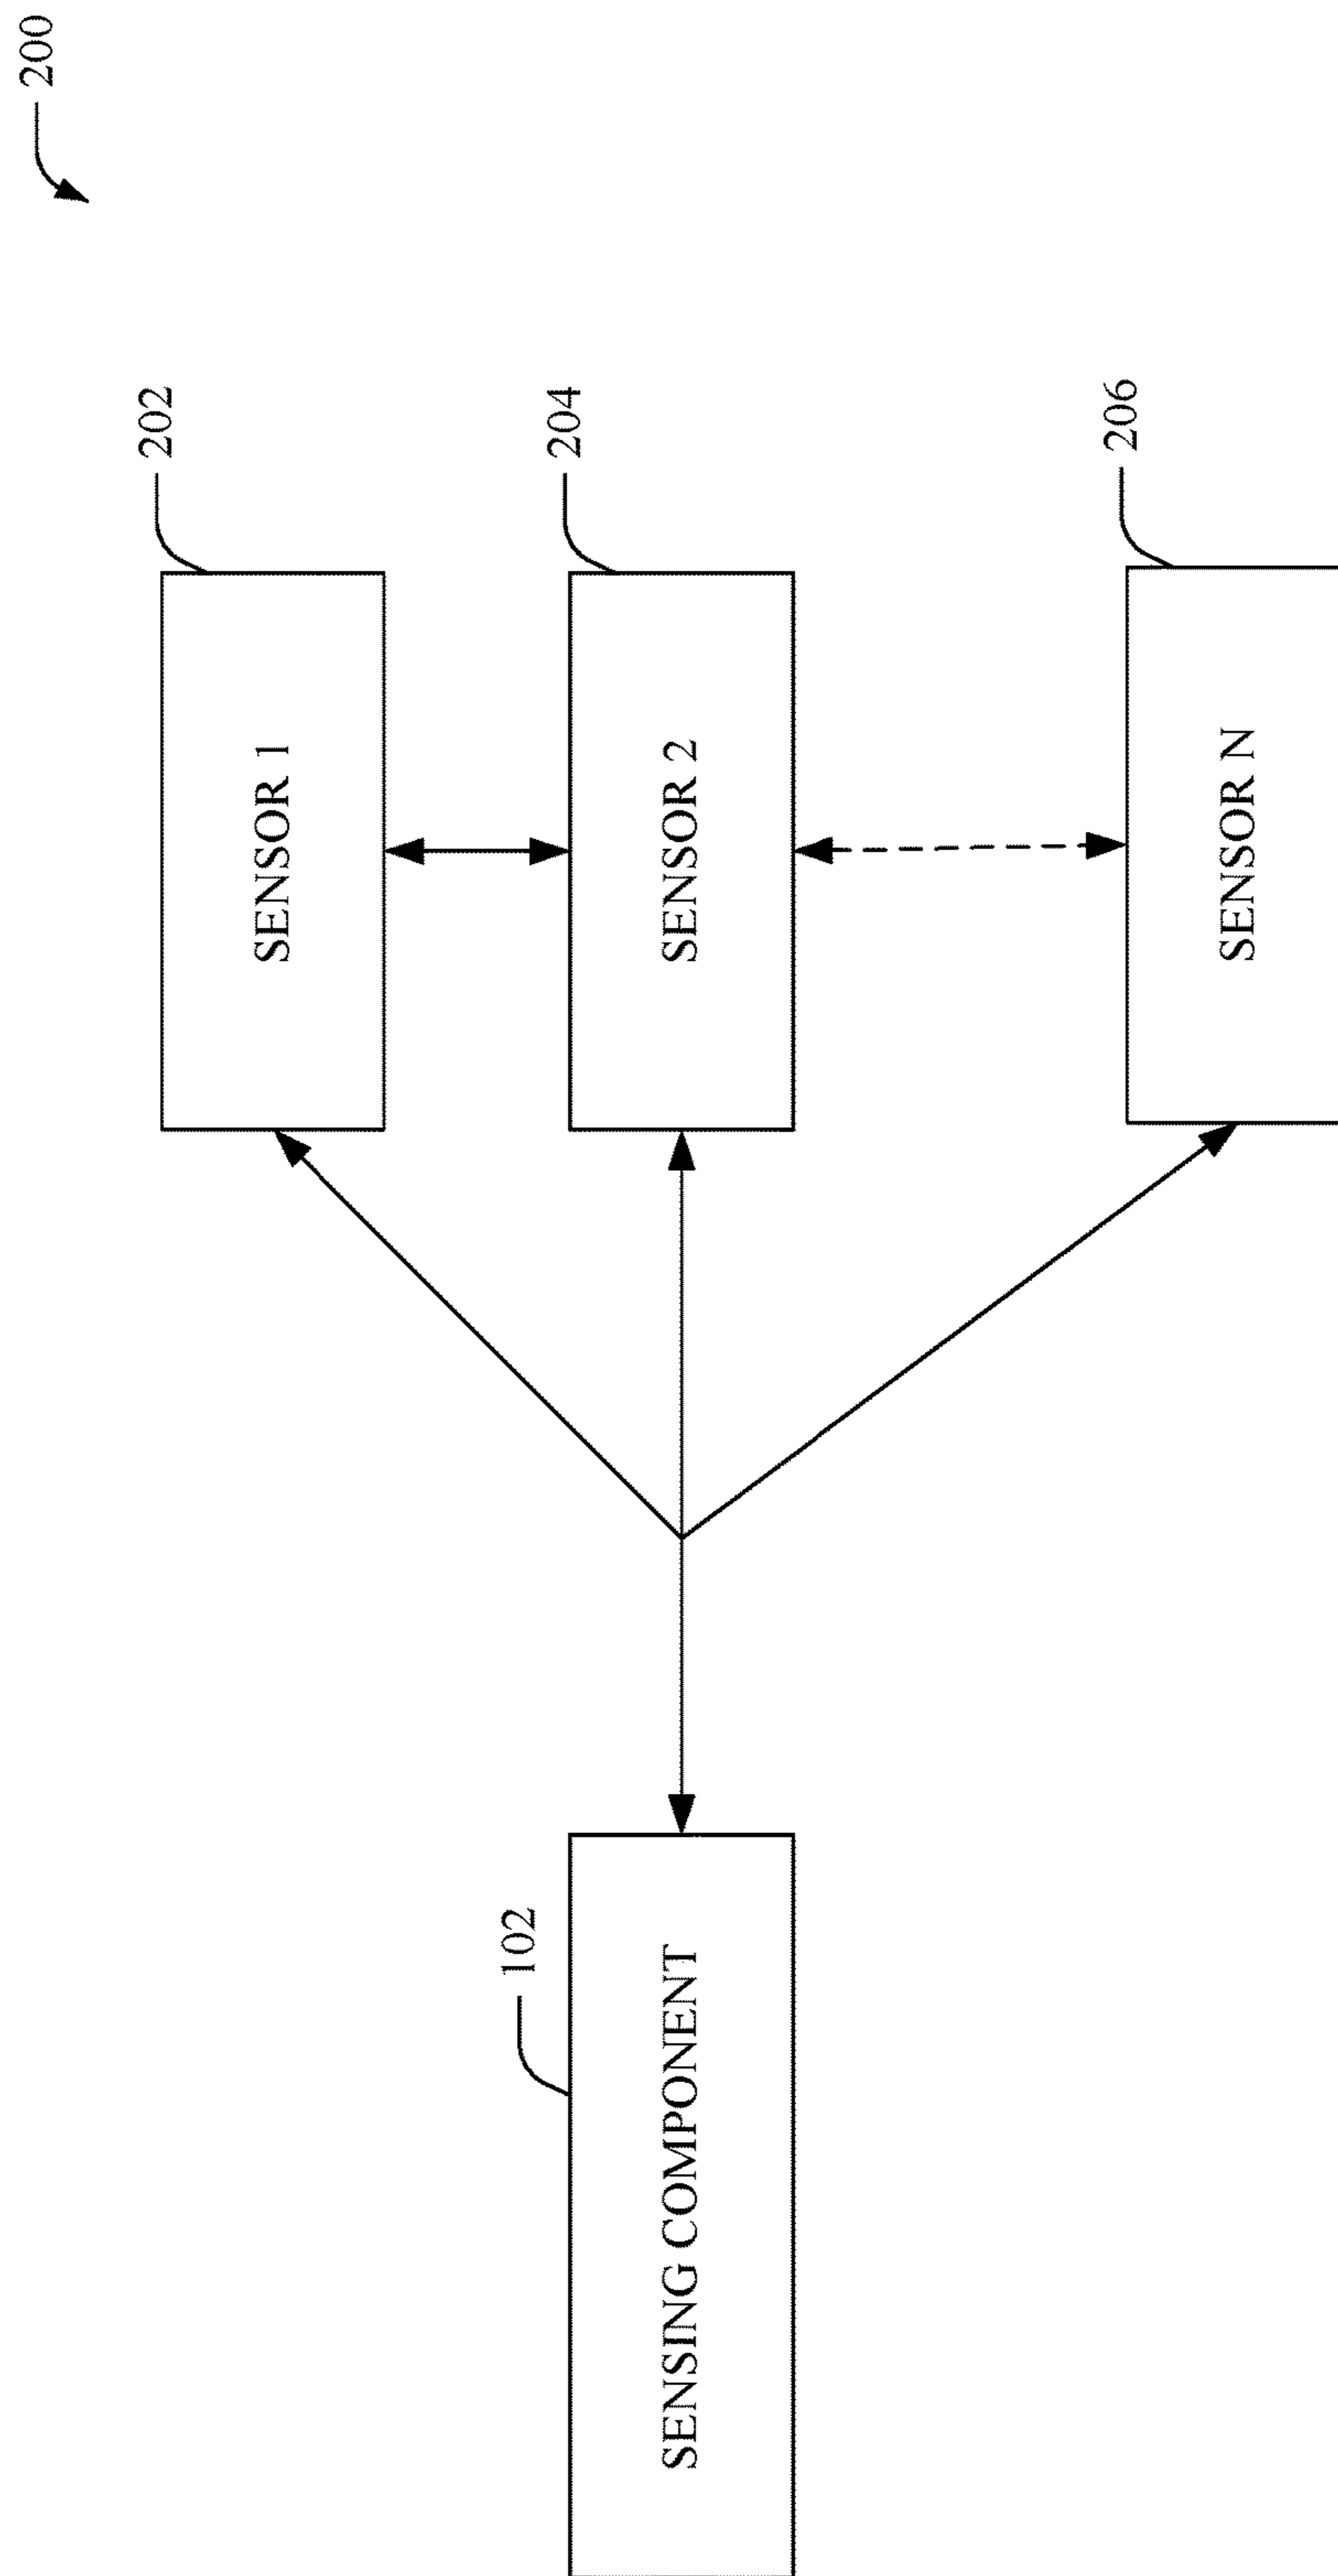 200
202
SENSOR 1
204
SENSOR 2
102
SENSING COMPONENT
206
SENSOR N